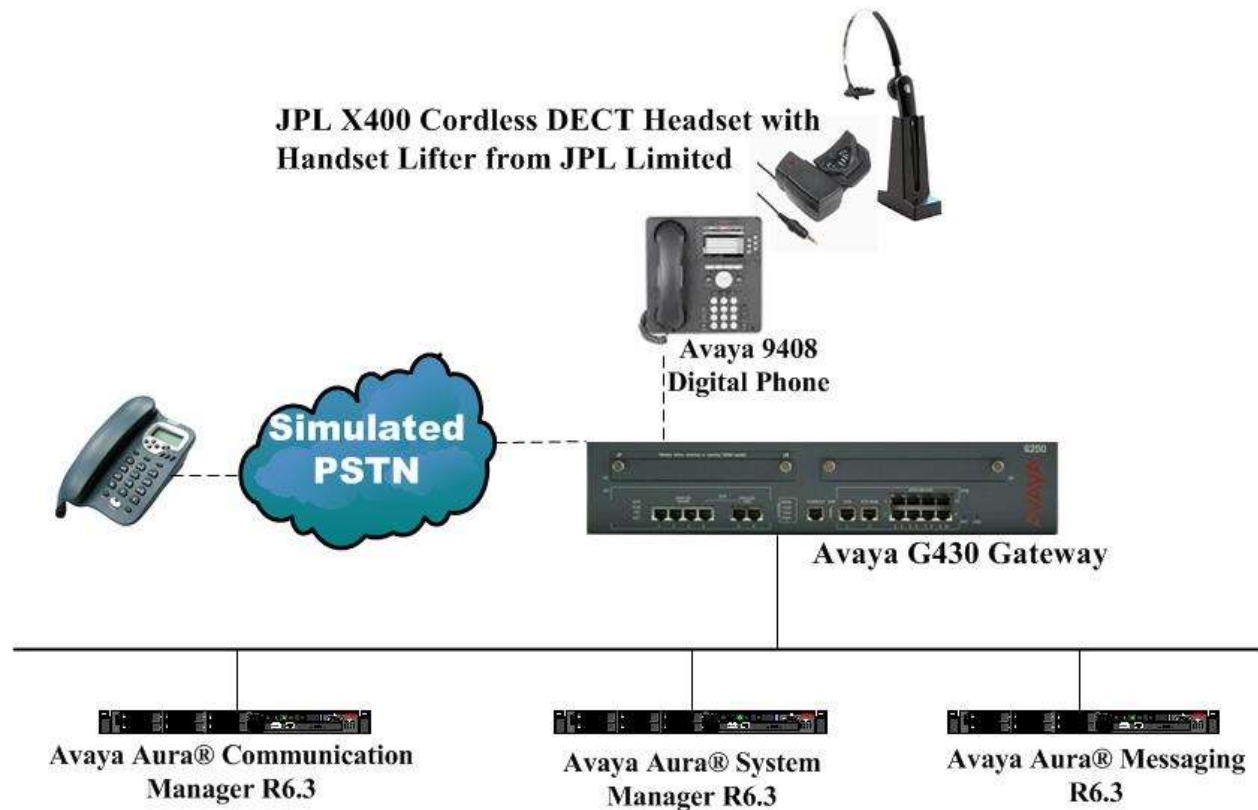 JPL X400 Cordless DECT Headset with
Handset Lifter from JPL Limited
Avaya 9408
Digital Phone
Simulated
PSTN
AVAYA
Avaya G430 Gateway
Avaya Aura® Communication
Manager R6.3
Avaya Aura® System
Manager R6.3
Avaya Aura® Messaging
R6.3